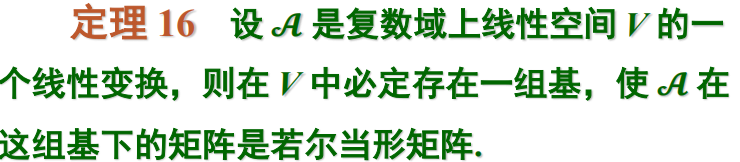 定理 16 设 𝒜 是复数域上线性空间 V 的一
个线性变换，则在 V 中必定存在一组基，使 𝒜 在
这组基下的矩阵是若尔当形矩阵.